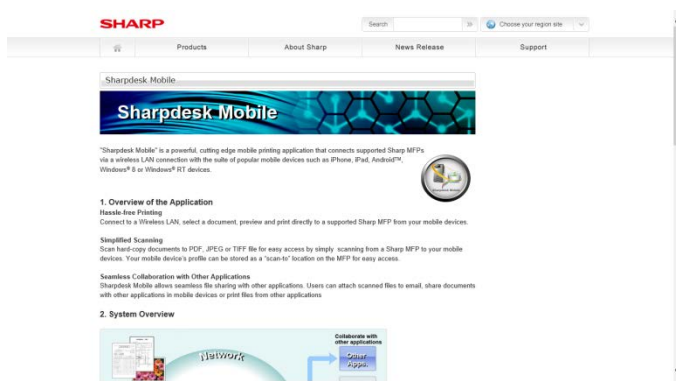 SHARP
Search
Choose your region site
Products About Sharp News Release Support
Sharpdesk Mobile
Sharpdesk Mobile
"Sharpdesk Mobile" is a powerful, cutting edge mobile printing application that connects supported Sharp MFPs
via a wireless LAN connection with the suite of popular mobile devices such as iPhone, iPad, Android™,
Windows® 8 or Windows® RT devices.
1. Overview of the Application
Hassle-free Printing
Connect to a Wireless LAN, select a document, preview and print directly to a supported Sharp MFP from your mobile devices.
Simplified Scanning
Scan hard-copy documents to PDF, JPEG or TIFF file for easy access by simply scanning from a Sharp MFP to your mobile
devices. Your mobile device's profile can be stored as a "scan-to" location on the MFP for easy access.
Seamless Collaboration with Other Applications
Sharpdesk Mobile allows seamless file sharing with other applications. Users can attach scanned files to email, share documents
with other applications in mobile devices or print files from other applications
2. System Overview
Collaborate with
other applications
Network
Other
Apps.